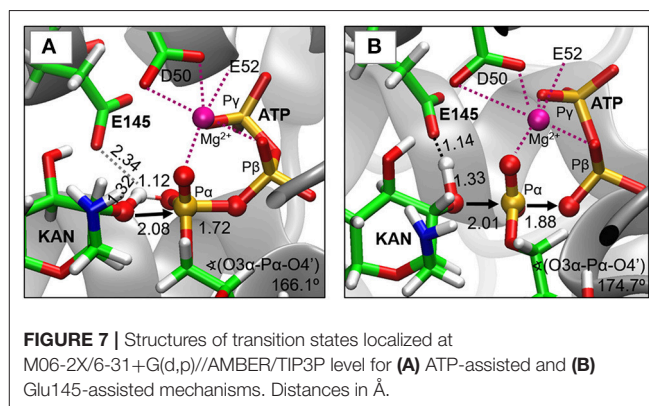 A
D50
E52
Pγ
ATP
E145
Mg²⁺
2.34
Pβ
1.32
1.12
Pα
KAN
2.08
1.72
∢(O3α-Pα-O4')
166.1º
B
D50
E52
Pγ
ATP
E145
1.14
Mg²⁺
Pβ
1.33
Pα
KAN
2.01
1.88
∢(O3α-Pα-O4')
174.7º
FIGURE 7 | Structures of transition states localized at
M06-2X/6-31+G(d,p)//AMBER/TIP3P level for (A) ATP-assisted and (B)
Glu145-assisted mechanisms. Distances in Å.